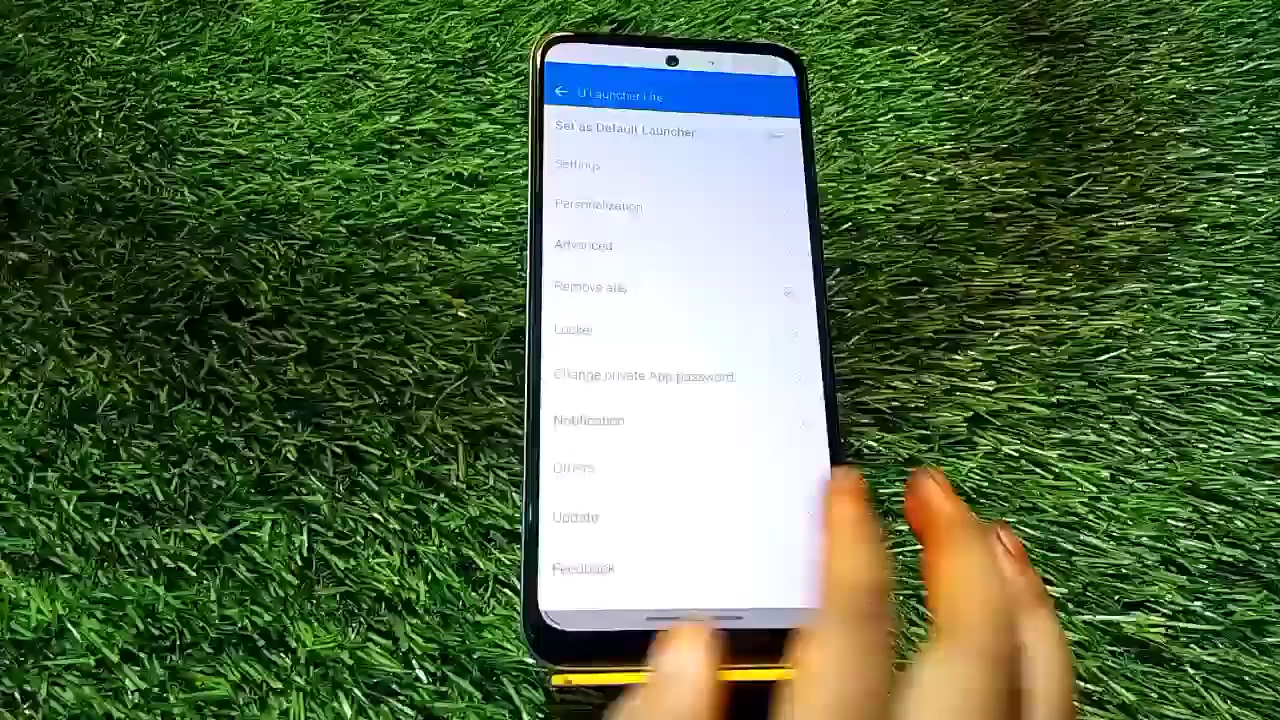 U Launcher Lite
Set as Default Launcher
Settings
Personalization
Advanced
Remove ads
Locker
Change private App password
Notification
Others
Update
Feedback